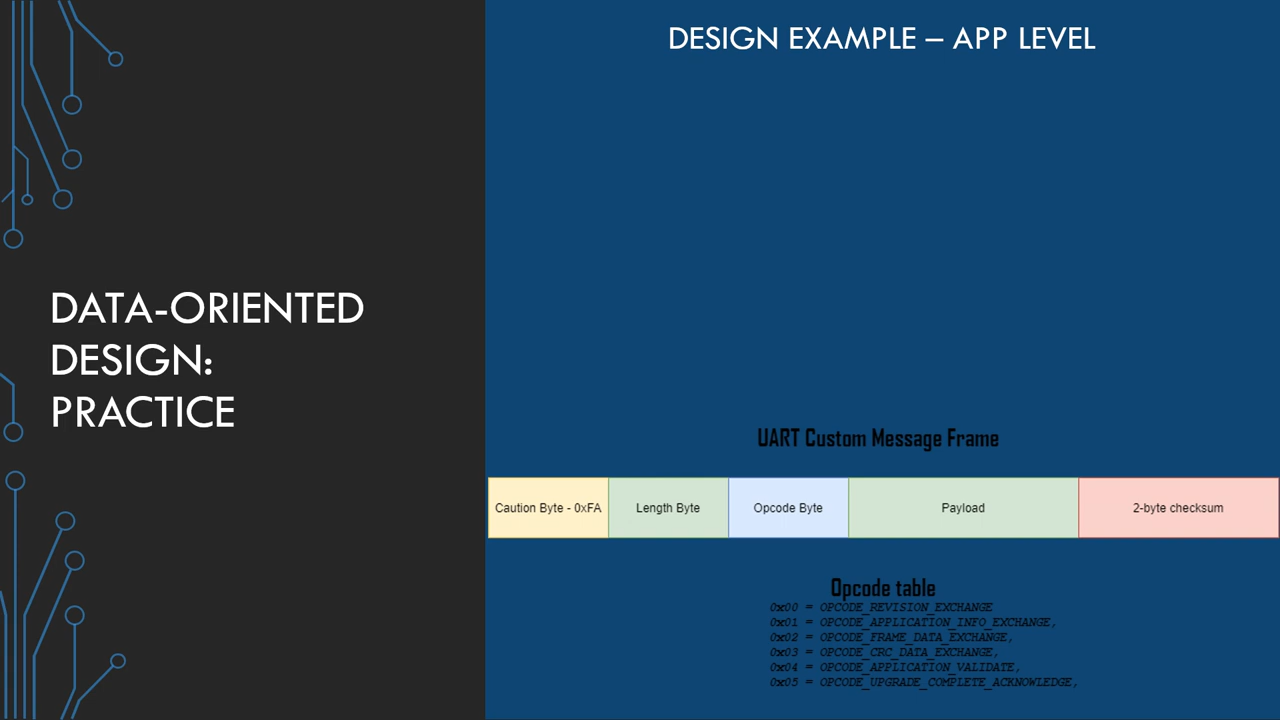 DESIGN EXAMPLE – APP LEVEL
DATA-ORIENTED
DESIGN:
PRACTICE
UART Custom Message Frame
Caution Byte - 0xFA
Length Byte
Opcode Byte
Payload
2-byte checksum
Opcode table
0x00 = OPCODE_REVISION_EXCHANGE
0x01 = OPCODE_APPLICATION_INFO_EXCHANGE,
0x02 = OPCODE_FRAME_DATA_EXCHANGE,
0x03 = OPCODE_CRC_DATA_EXCHANGE,
0x04 = OPCODE_APPLICATION_VALIDATE,
0x05 = OPCODE_UPGRADE_COMPLETE_ACKNOWLEDGE,